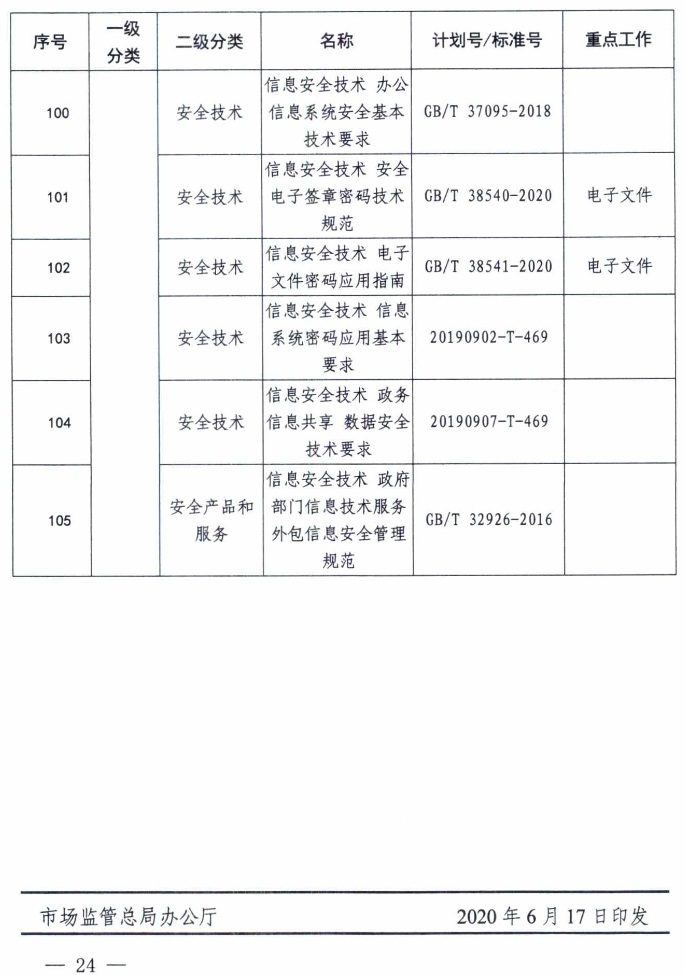 序号 一级分类 二级分类 名称 计划号/标准号 重点工作
100 安全技术 信息安全技术 办公信息系统安全基本技术要求 GB/T 37095-2018
101 安全技术 信息安全技术 安全电子签章密码技术规范 GB/T 38540-2020 电子文件
102 安全技术 信息安全技术 电子文件密码应用指南 GB/T 38541-2020 电子文件
103 安全技术 信息安全技术 信息系统密码应用基本要求 20190902-T-469
104 安全技术 信息安全技术 政务信息共享 数据安全技术要求 20190907-T-469
105 安全产品和服务 信息安全技术 政府部门信息技术服务外包信息安全管理规范 GB/T 32926-2016
市场监管总局办公厅 2020年6月17日印发
— 24 —